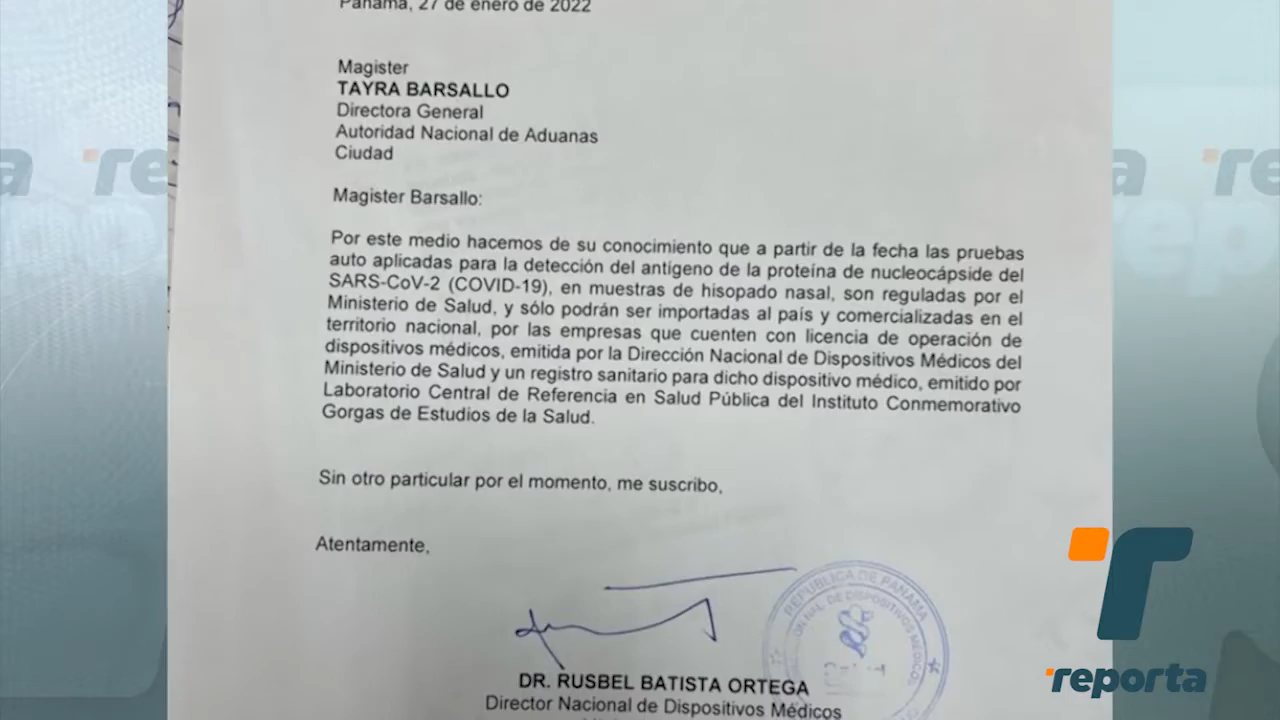 Panamá, 27 de enero de 2022
Magister
TAYRA BARSALLO
Directora General
Autoridad Nacional de Aduanas
Ciudad
Magister Barsallo:
Por este medio hacemos de su conocimiento que a partir de la fecha las pruebas
auto aplicadas para la detección del antígeno de la proteína de nucleocápside del
SARS-CoV-2 (COVID-19), en muestras de hisopado nasal, son reguladas por el
Ministerio de Salud, y sólo podrán ser importadas al país y comercializadas en el
territorio nacional, por las empresas que cuenten con licencia de operación de
dispositivos médicos, emitida por la Dirección Nacional de Dispositivos Médicos del
Ministerio de Salud y un registro sanitario para dicho dispositivo médico, emitido por
Laboratorio Central de Referencia en Salud Pública del Instituto Conmemorativo
Gorgas de Estudios de la Salud.
Sin otro particular por el momento, me suscribo,
Atentamente,
REPUBLICA DE PANAMA
DE DISPOSITIVOS MEDICOS
DR. RUSBEL BATISTA ORTEGA
Director Nacional de Dispositivos Médicos
reporta